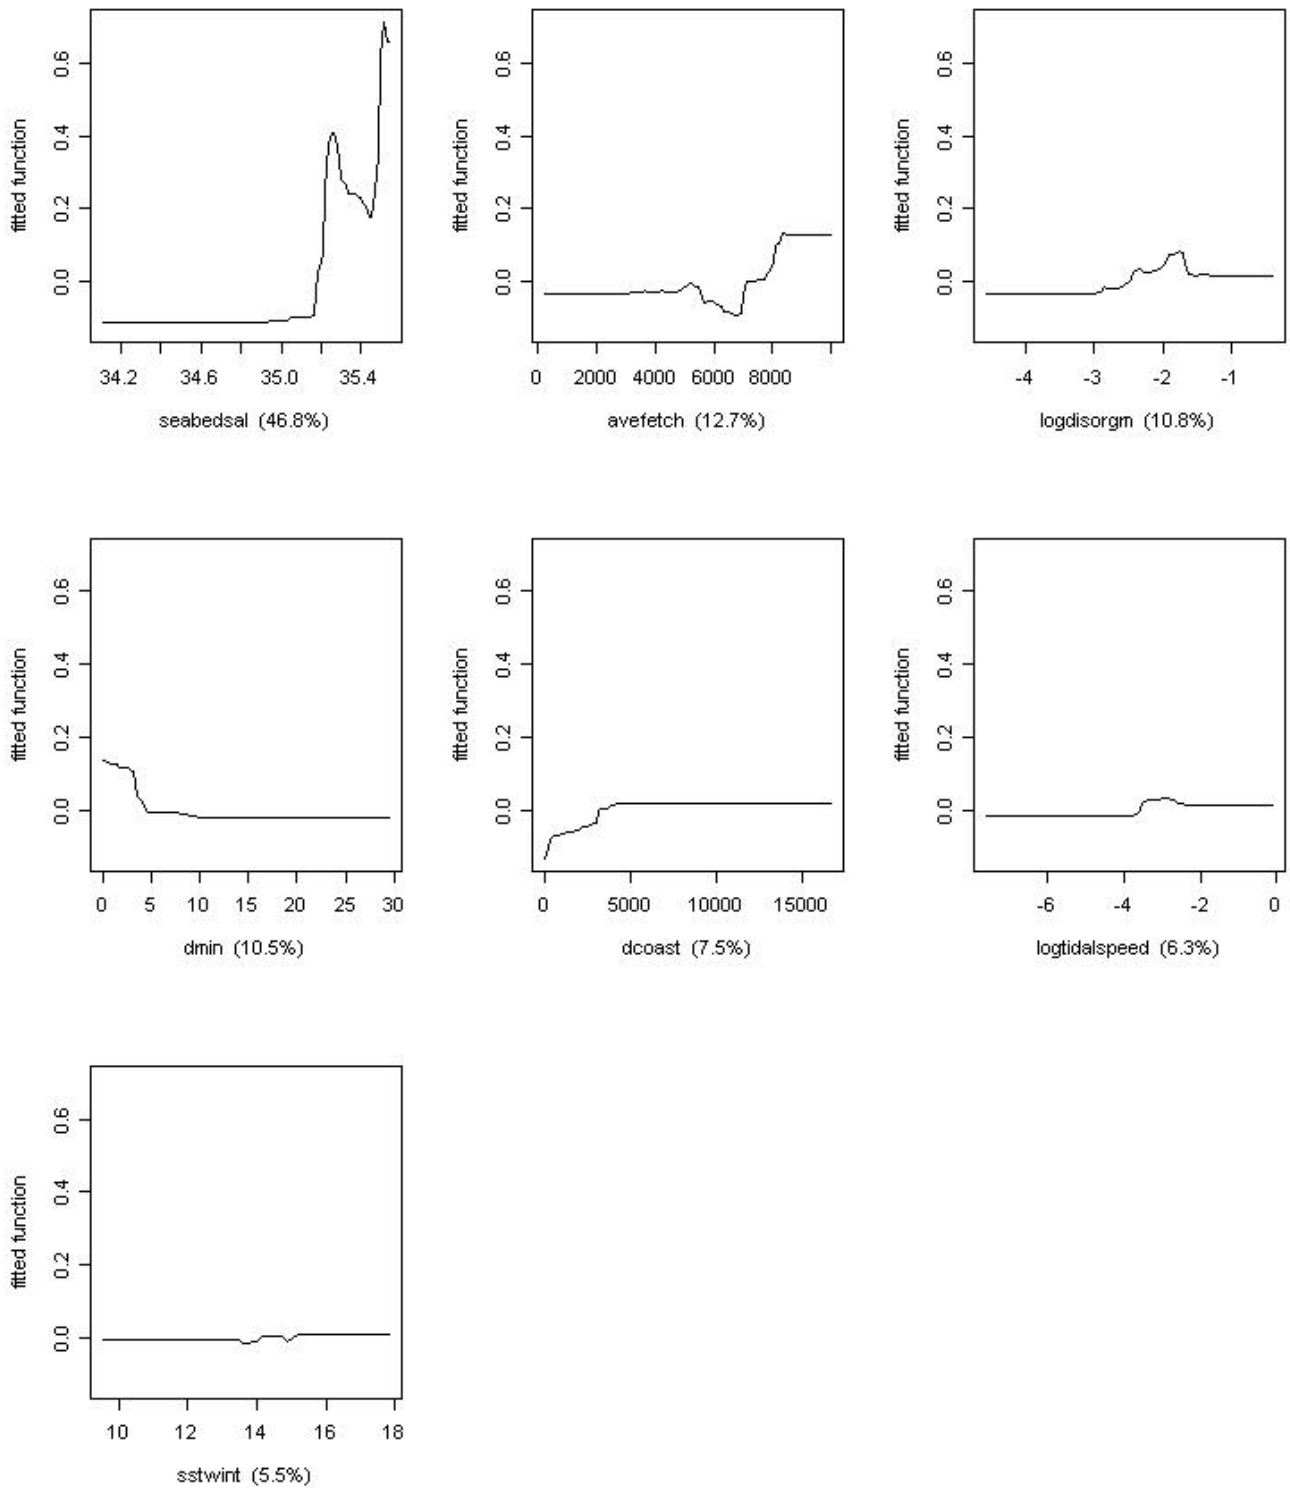 fitted function
0.0 0.2 0.4 0.6
34.2 34.6 35.0 35.4
seabedsal (46.8%)
fitted function
0.0 0.2 0.4 0.6
0 2000 4000 6000 8000
avefetch (12.7%)
fitted function
0.0 0.2 0.4 0.6
-4 -3 -2 -1
logdisorgm (10.8%)
fitted function
0.0 0.2 0.4 0.6
0 5 10 15 20 25 30
dmin (10.5%)
fitted function
0.0 0.2 0.4 0.6
0 5000 10000 15000
dcoast (7.5%)
fitted function
0.0 0.2 0.4 0.6
-6 -4 -2 0
logtidalspeed (6.3%)
fitted function
0.0 0.2 0.4 0.6
10 12 14 16 18
sstwint (5.5%)